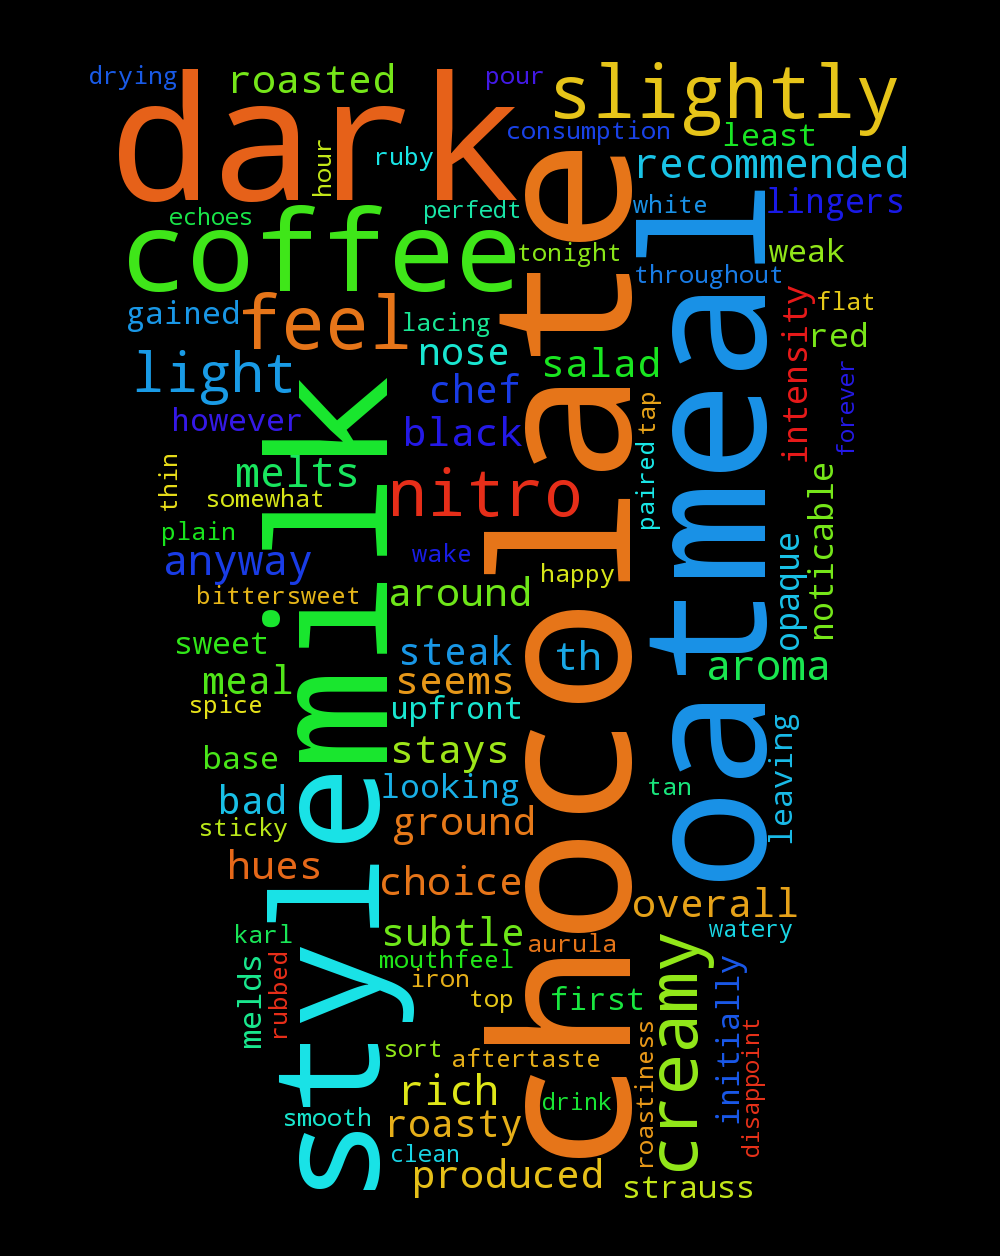 drying
roasted
pour
slightly
dark
consumption
least
hour
ruby
recommended
echoes
perfedt
white
lingers
coffee
tonight
weak
throughout
gained
feel
lacing
flat
red
intensity
light
nose
salad
chef
tap
forever
however
black
chocolate
oatmeal
milk
melts
nitro
paired
thin
somewhat
noticable
plain
anyway
wake
happy
opaque
bittersweet
around
sweet
steak
th
aroma
meal
seems
spice
upfront
base
stays
leaving
bad
looking
tan
sticky
ground
style
hues
choice
overall
karl
subtle
aurula
watery
melds
rubbed
mouthfeel
iron
top
first
creamy
initially
sort
aftertaste
roastiness
disappoint
rich
drink
smooth
roasty
clean
produced
strauss